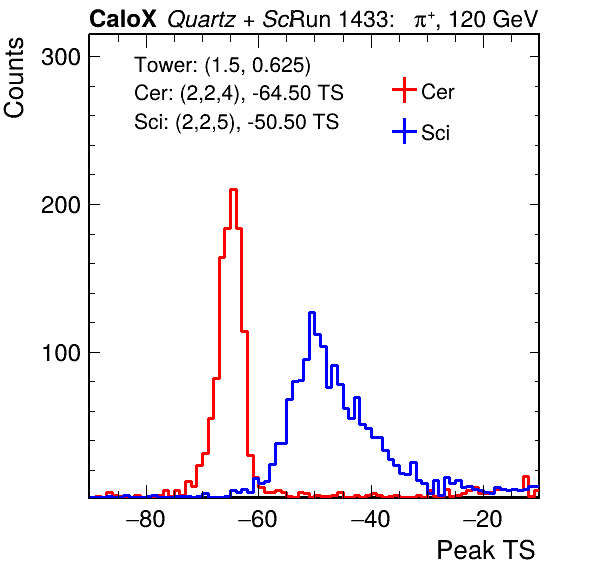 CaloX Quartz + ScRun 1433: π⁺, 120 GeV
Counts
300
200
100
Tower: (1.5, 0.625)
Cer: (2,2,4), -64.50 TS
Sci: (2,2,5), -50.50 TS
Cer
Sci
−80 −60 −40 −20
Peak TS